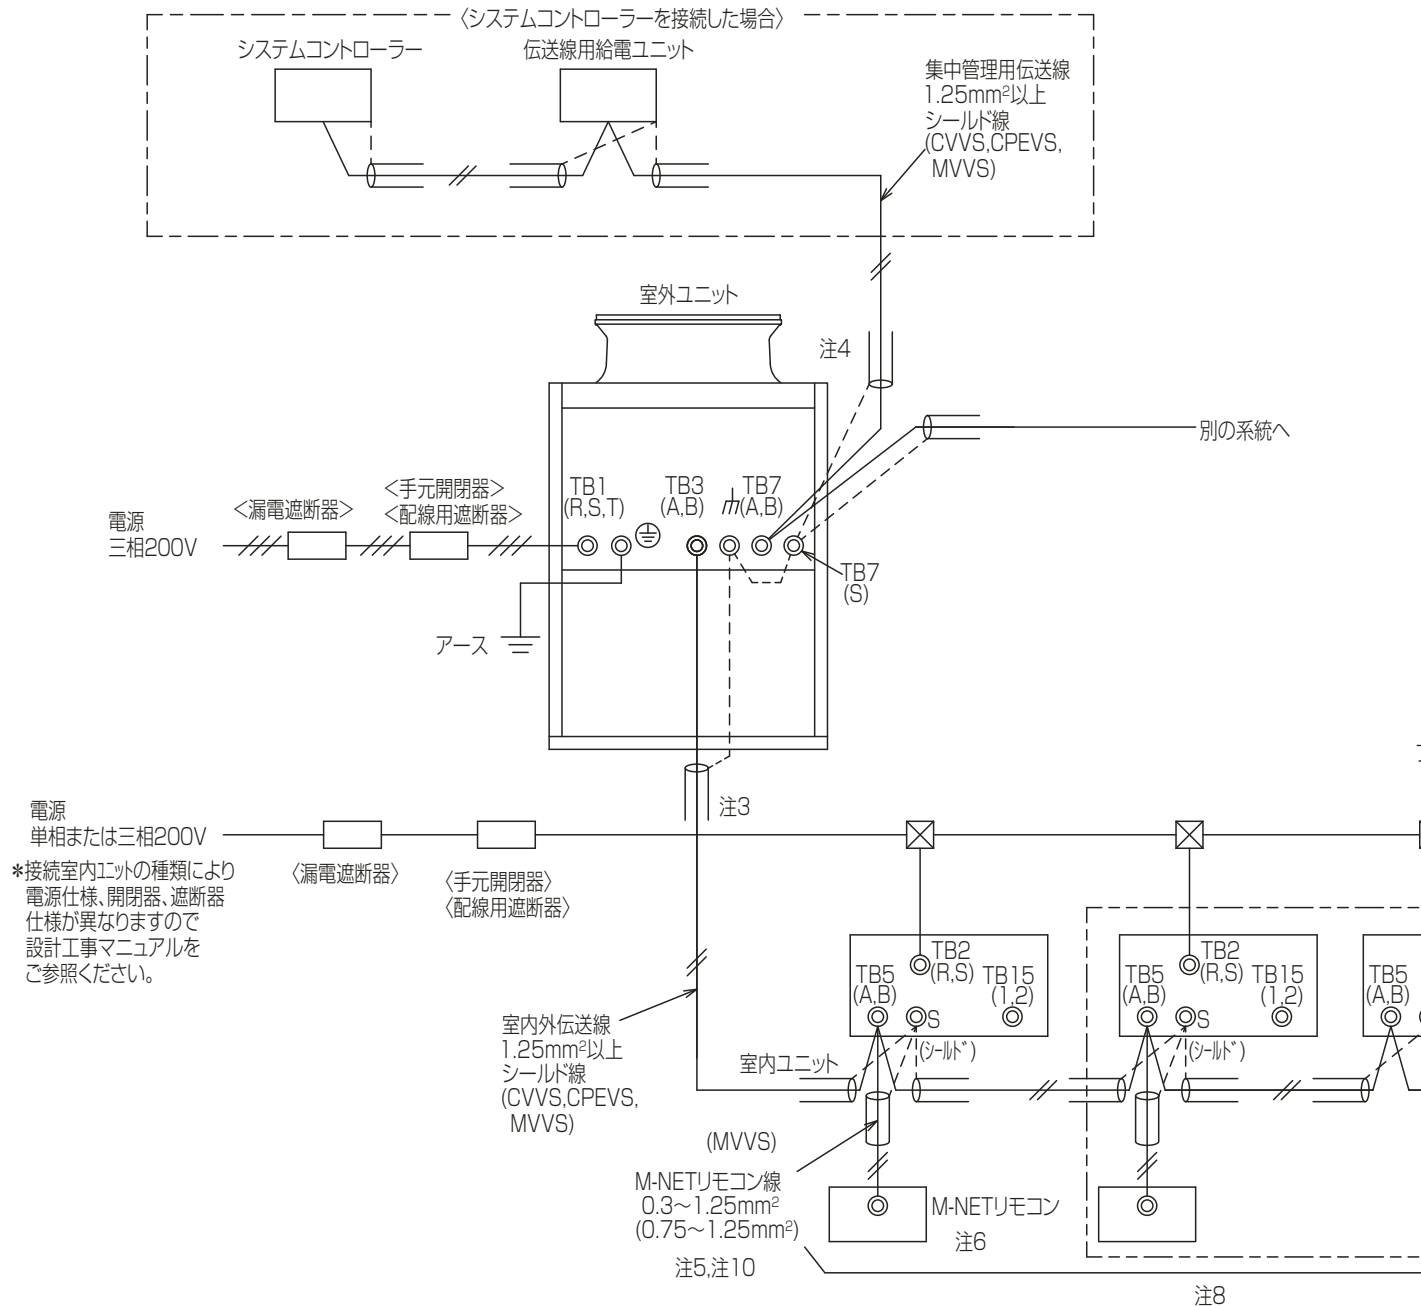 〈システムコントローラーを接続した場合〉
システムコントローラー
伝送線用給電ユニット
集中管理用伝送線
1.25mm²以上
シールド線
(CVVS,CPEVS,
MVVS)
室外ユニット
注4
別の系統へ
TB1
(R,S,T)
TB3
(A,B)
TB7
(A,B)
TB7
(S)
<漏電遮断器>
<手元開閉器>
<配線用遮断器>
電源
三相200V
アース
注3
電源
単相または三相200V
〈漏電遮断器〉
〈手元開閉器〉
〈配線用遮断器〉
*接続室内ユニットの種類により
電源仕様、開閉器、遮断器
仕様が異なりますので
設計工事マニュアルを
ご参照ください。
TB2
(R,S)
TB5
(A,B)
TB15
(1,2)
S
(シールド)
TB2
(R,S)
TB5
(A,B)
TB15
(1,2)
S
(シールド)
TB5
(A,B)
室内外伝送線
1.25mm²以上
シールド線
(CVVS,CPEVS,
MVVS)
室内ユニット
(MVVS)
M-NETリモコン線
0.3〜1.25mm²
(0.75〜1.25mm²)
注5,注10
M-NETリモコン
注6
注8